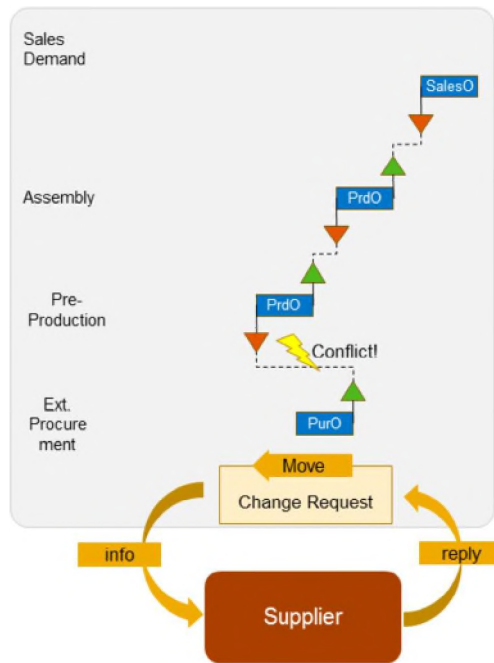 Sales
Demand
SalesO
Assembly
PrdO
Pre-
Production
PrdO
Conflict!
Ext.
Procure
ment
PurO
Move
Change Request
info
reply
Supplier